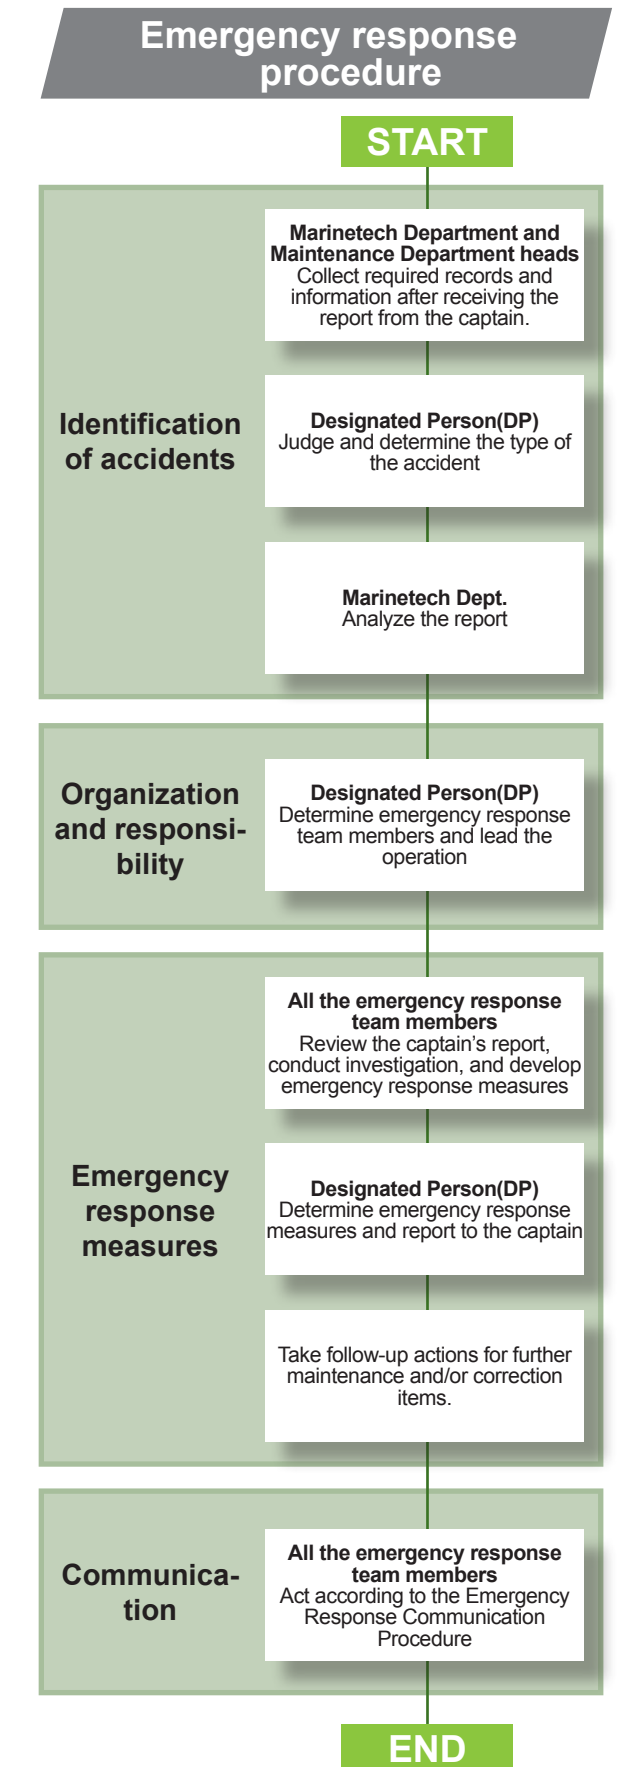 Emergency response
procedure
START
Identification
of accidents
Marinetech Department and
Maintenance Department heads
Collect required records and
information after receiving the
report from the captain.
Designated Person(DP)
Judge and determine the type of
the accident
Marinetech Dept.
Analyze the report
Organization
and responsi-
bility
Designated Person(DP)
Determine emergency response
team members and lead the
operation
Emergency
response
measures
All the emergency response
team members
Review the captain’s report,
conduct investigation, and develop
emergency response measures
Designated Person(DP)
Determine emergency response
measures and report to the captain
Take follow-up actions for further
maintenance and/or correction
items.
Communica-
tion
All the emergency response
team members
Act according to the Emergency
Response Communication
Procedure
END